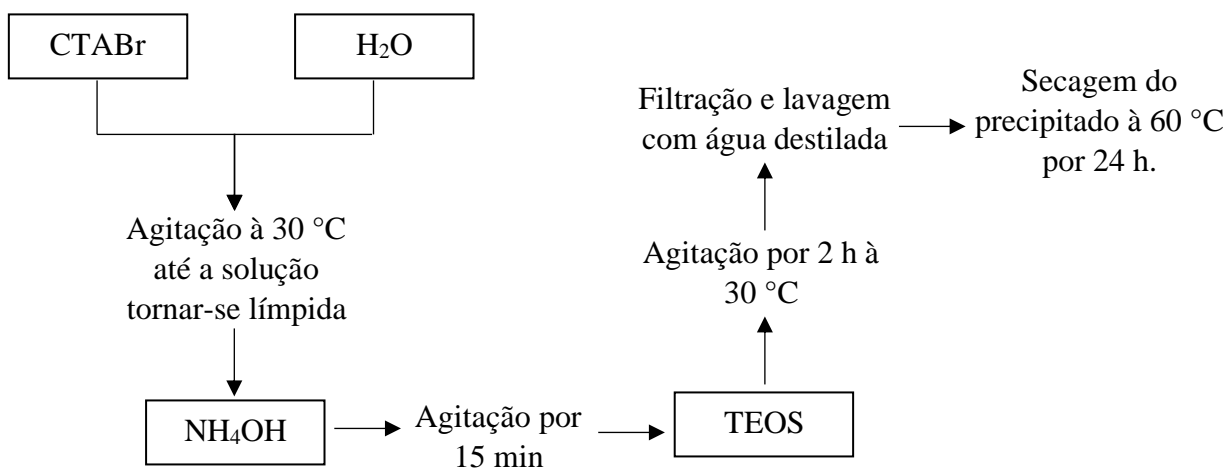 CTABr
H₂O
Agitação à 30 °C
até a solução
tornar-se límpida
NH₄OH
Agitação por
15 min
TEOS
Agitação por 2 h à
30 °C
Filtração e lavagem
com água destilada
Secagem do
precipitado à 60 °C
por 24 h.